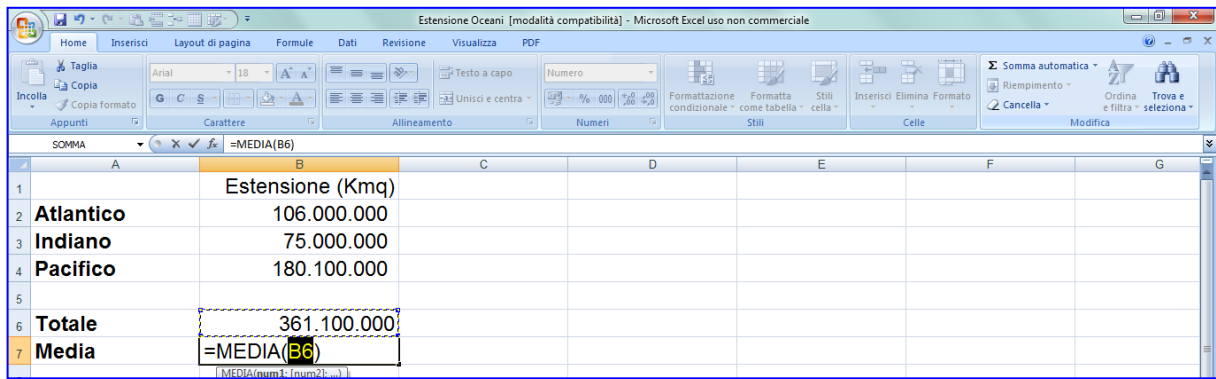 Estensione Oceani [modalità compatibilità] - Microsoft Excel uso non commerciale
Home Inserisci Layout di pagina Formule Dati Revisione Visualizza PDF
Incolla
Taglia
Copia
Copia formato
Appunti
Arial 18
G C S
Carattere
Testo a capo
Unisci e centra
Allineamento
Numero
% 000
Numeri
Formattazione condizionale
Formatta come tabella
Stili cella
Stili
Inserisci Elimina Formato
Celle
Σ Somma automatica
Riempimento
Cancella
Ordina e filtra
Trova e seleziona
Modifica
SOMMA fx =MEDIA(B6)
A B C D E F G
1 Estensione (Kmq)
2 Atlantico 106.000.000
3 Indiano 75.000.000
4 Pacifico 180.100.000
5
6 Totale 361.100.000
7 Media =MEDIA(B6)
MEDIA(num1; [num2]; ...)